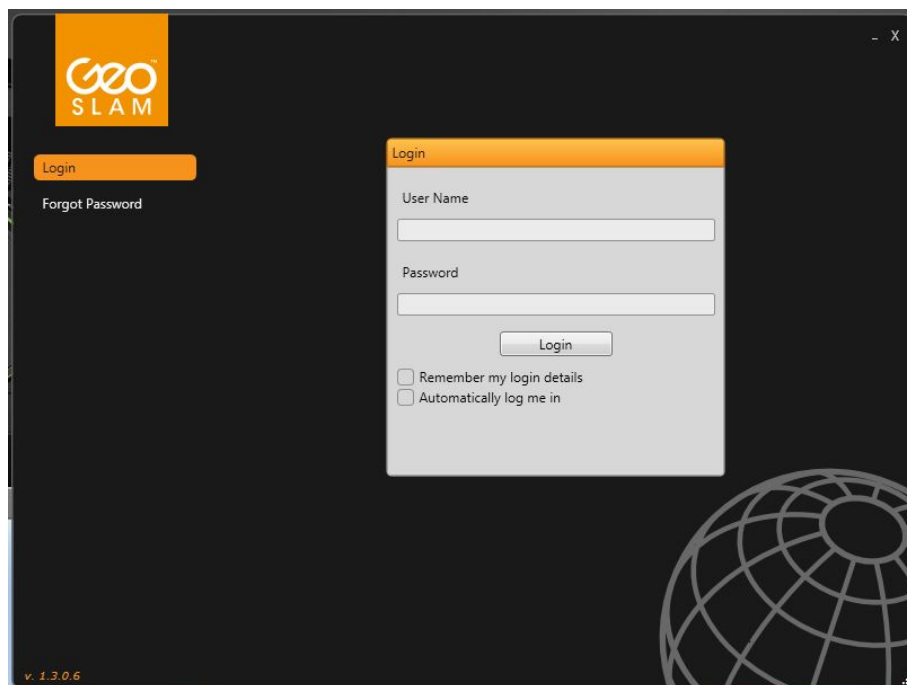 GEO™
SLAM
- X
Login
Forgot Password
Login
User Name
Password
Login
Remember my login details
Automatically log me in
v. 1.3.0.6